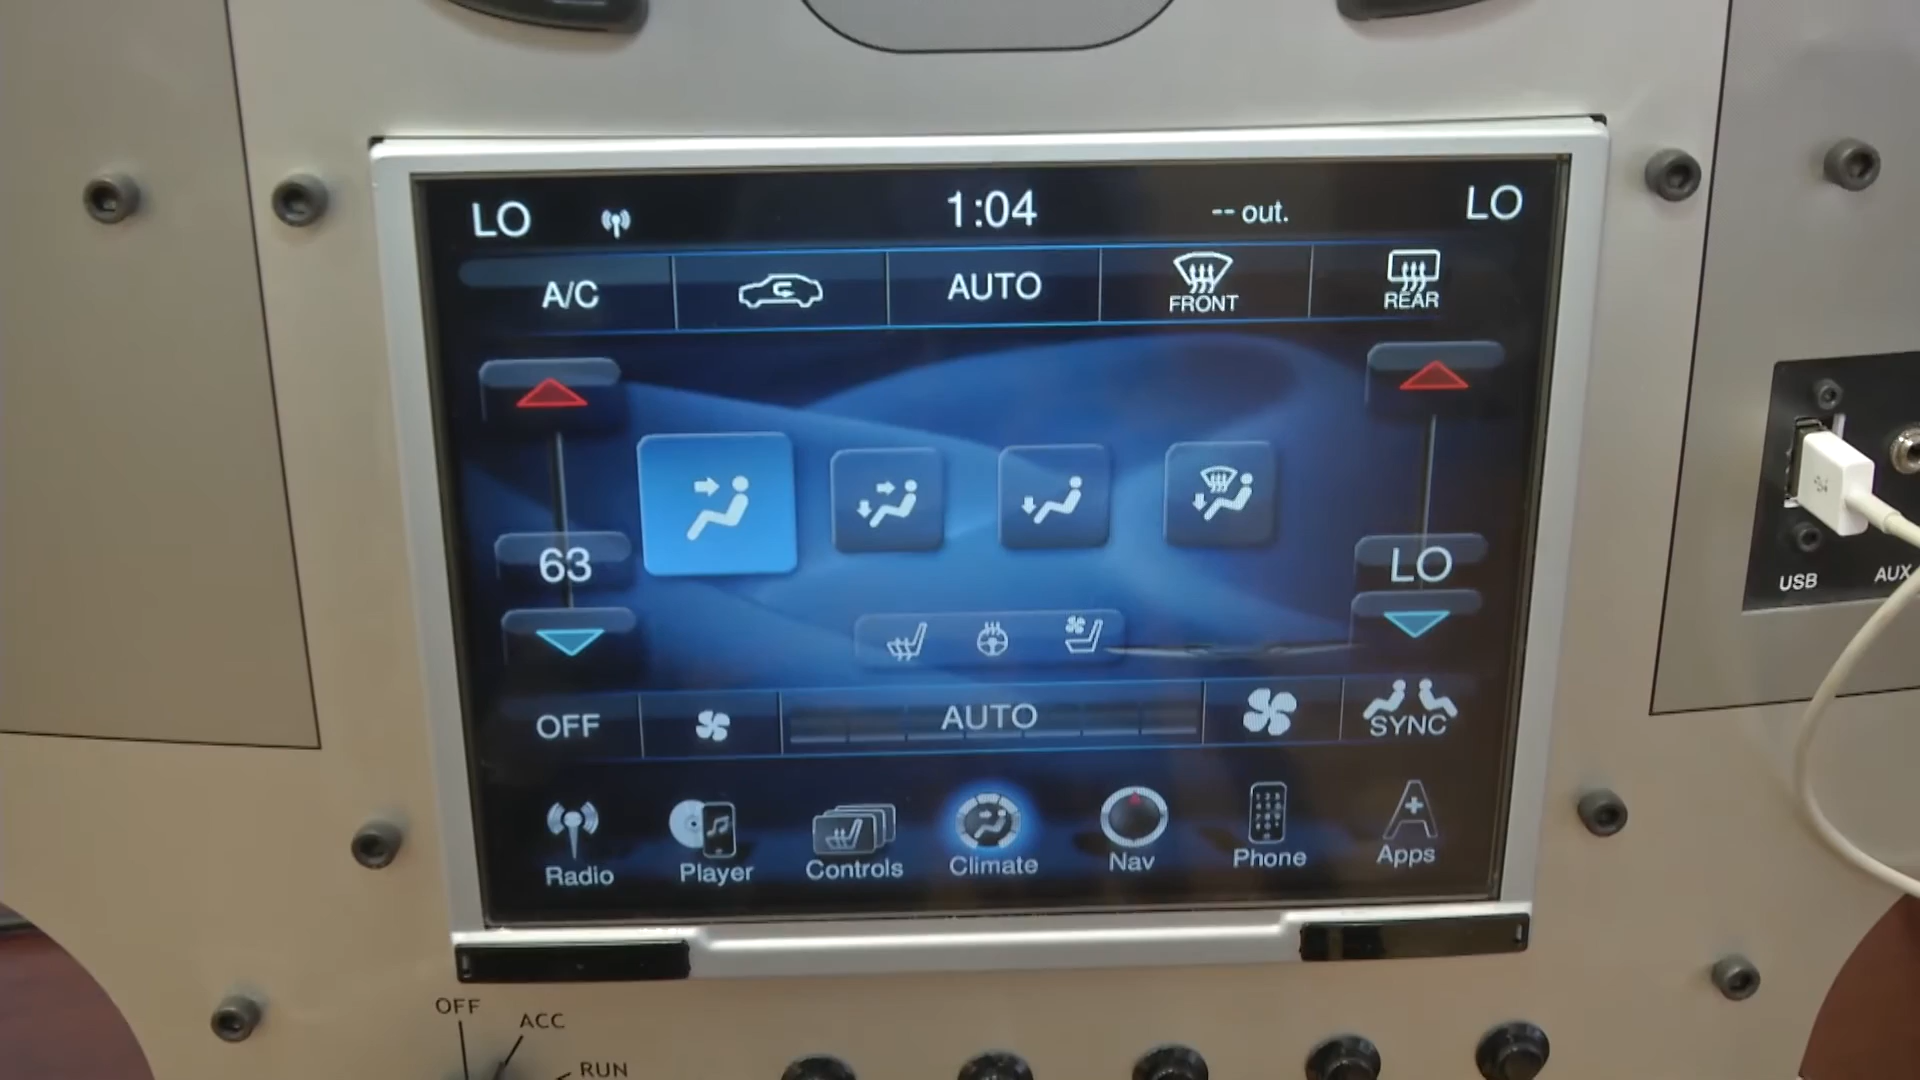 LO 1:04 -- out. LO
A/C AUTO FRONT REAR
63 LO
OFF AUTO SYNC
Radio Player Controls Climate Nav Phone Apps
USB AUX
OFF
ACC
RUN